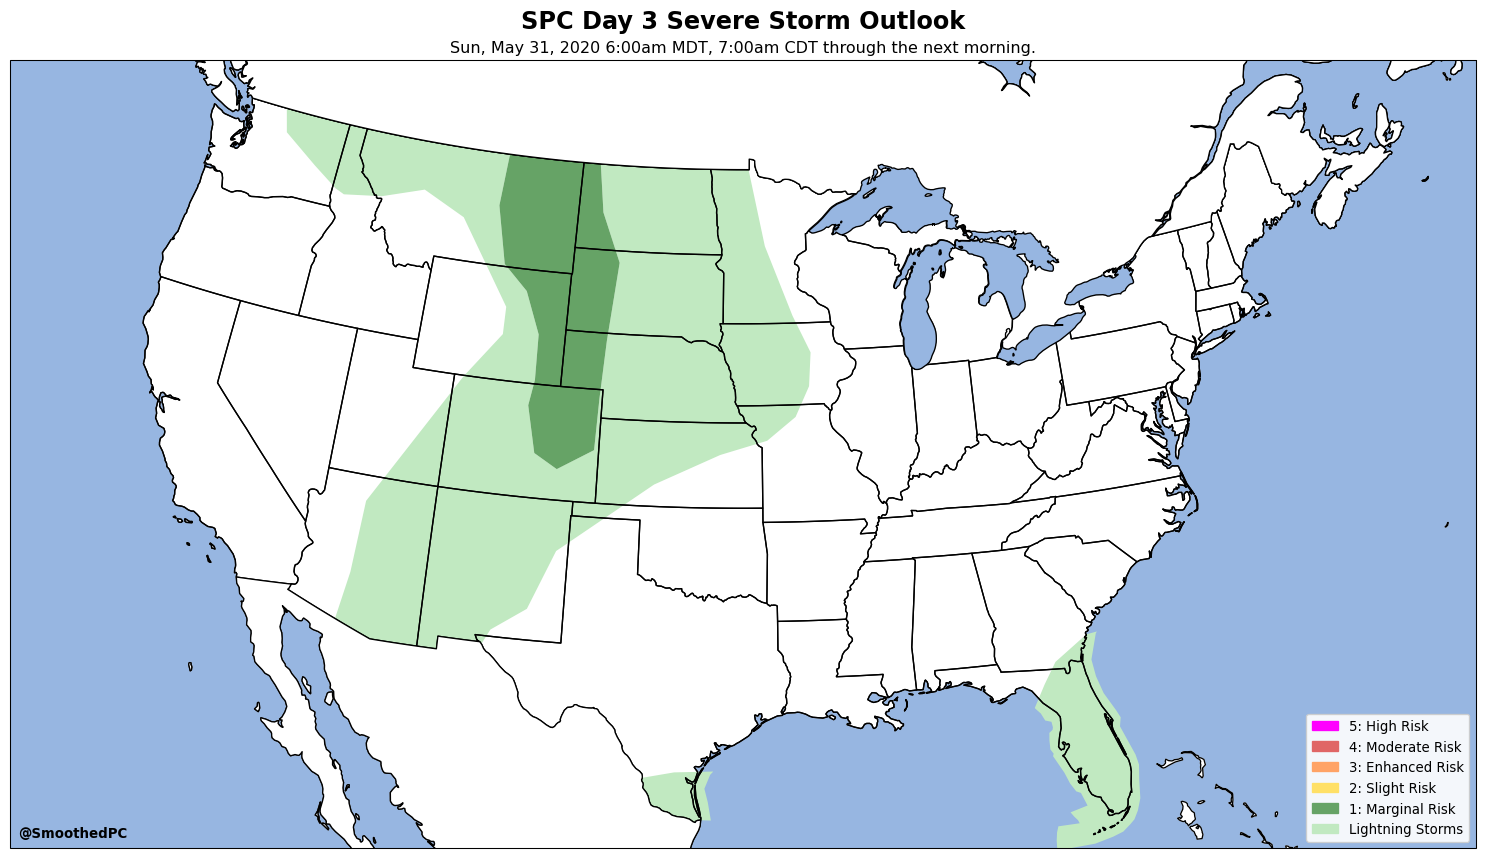 SPC Day 3 Severe Storm Outlook
Sun, May 31, 2020 6:00am MDT, 7:00am CDT through the next morning.
5: High Risk
4: Moderate Risk
3: Enhanced Risk
2: Slight Risk
1: Marginal Risk
Lightning Storms
@SmoothedPC